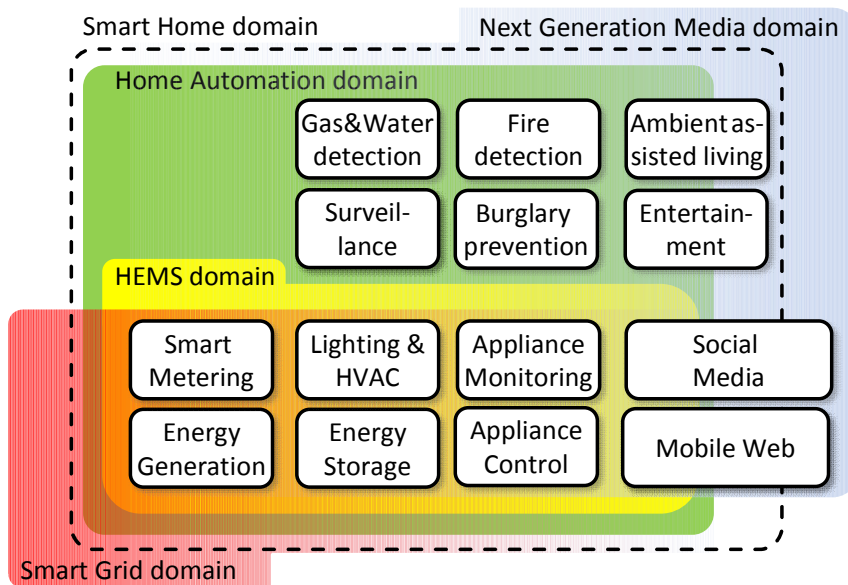 Smart Home domain
Next Generation Media domain
Home Automation domain
Gas&Water
detection
Fire
detection
Ambient as-
sisted living
Surveil-
lance
Burglary
prevention
Entertain-
ment
HEMS domain
Smart
Metering
Lighting &
HVAC
Appliance
Monitoring
Social
Media
Energy
Generation
Energy
Storage
Appliance
Control
Mobile Web
Smart Grid domain